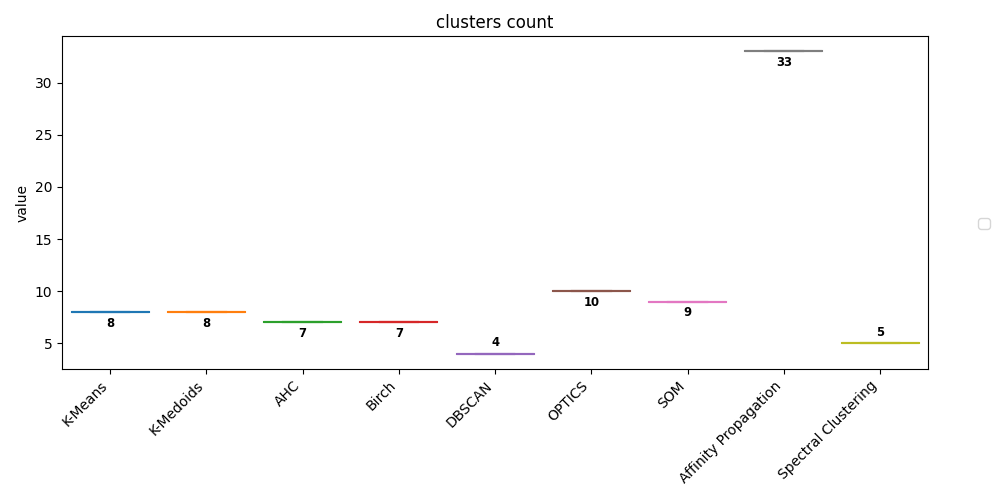 clusters count
value
30
25
20
15
10
5
8
8
7
7
4
10
9
33
5
K-Means
K-Medoids
AHC
Birch
DBSCAN
OPTICS
SOM
Affinity Propagation
Spectral Clustering